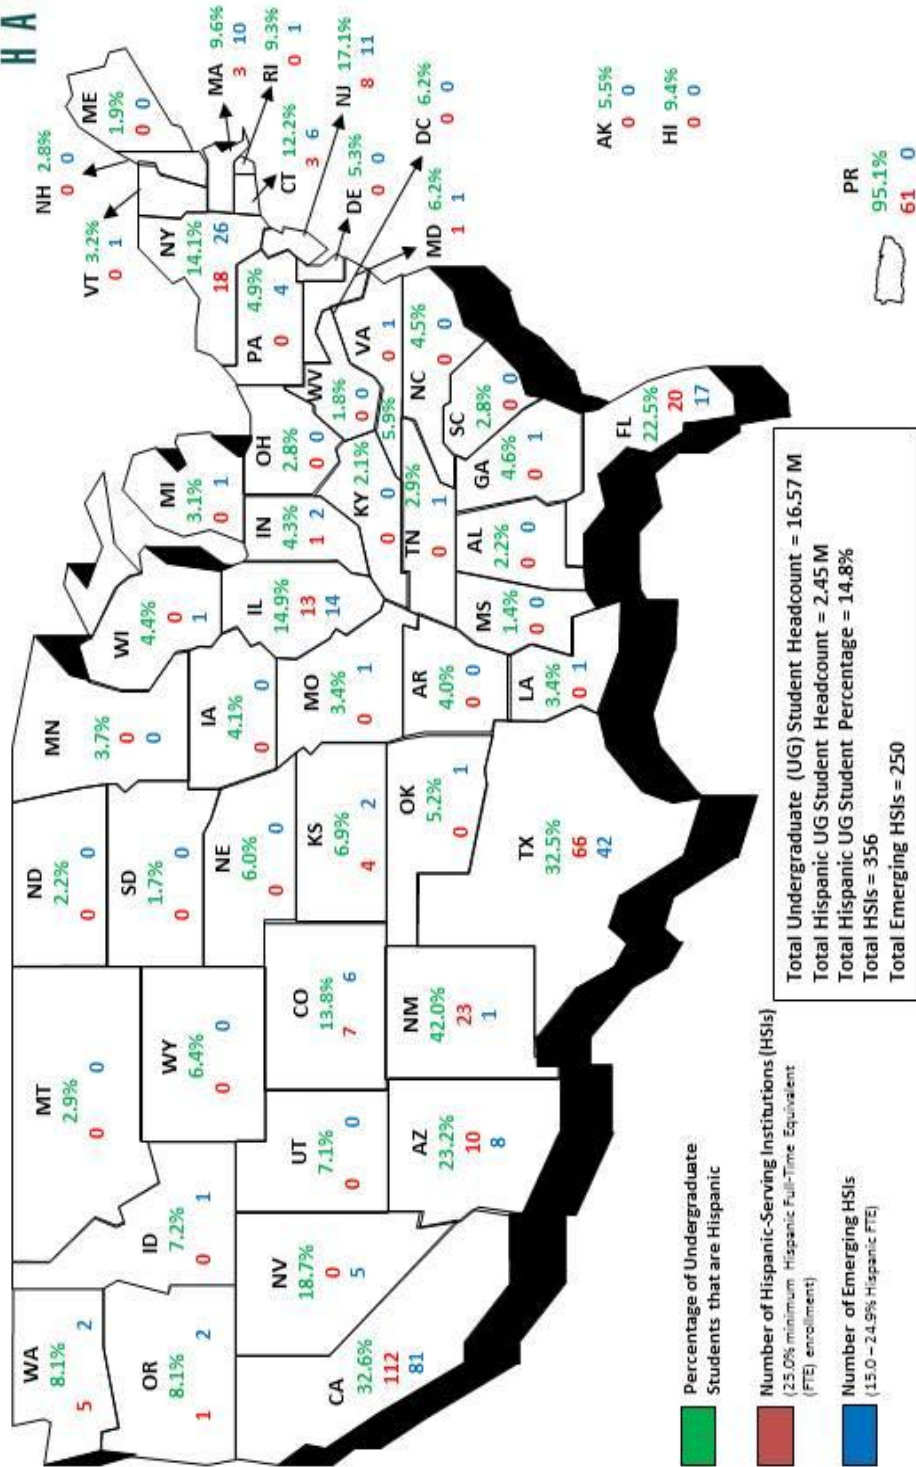 H A
WA
8.1%
5 2
OR
8.1%
1 2
CA
32.6%
112
81
NV
18.7%
0
5
ID
7.2%
0 1
MT
2.9%
0 0
WY
6.4%
0 0
UT
7.1%
0 0
AZ
23.2%
10
8
CO
13.8%
7 6
NM
42.0%
23
1
ND
2.2%
0 0
SD
1.7%
0 0
NE
6.0%
0 0
KS
6.9%
4 2
OK
5.2%
0 1
TX
32.5%
66
42
MN
3.7%
0
0
IA
4.1%
0 0
MO
3.4%
0 1
AR
4.0%
0 0
LA
3.4%
0 1
WI
4.4%
0
1
IL
14.9%
13
14
MS
1.4%
0 0
MI
3.1%
0 1
IN
4.3%
1 2
OH
2.8%
0 0
KY 2.1%
0 0
TN 2.9%
0 1
AL
2.2%
0 0
GA
4.6%
0 1
FL
22.5%
20
17
SC
2.8%
0 0
NC 4.5%
0 0
WV
1.8%
0 0
VA
5.9%
0 1
PA 4.9%
0 4
NY
14.1%
18 26
VT 3.2%
0 1
NH 2.8%
0 0
ME
1.9%
0 0
MA 9.6%
3 10
RI 9.3%
0 1
CT 12.2%
3 6
NJ 17.1%
8 11
DE 5.3%
0 0
MD 6.2%
1 1
DC 6.2%
0 0
AK 5.5%
0 0
HI 9.4%
0 0
PR
95.1%
61 0
Percentage of Undergraduate
Students that are Hispanic
Number of Hispanic-Serving Institutions (HSIs)
(25.0% minimum Hispanic Full-Time Equivalent
(FTE) enrollment)
Number of Emerging HSIs
(15.0 – 24.9% Hispanic FTE)
Total Undergraduate (UG) Student Headcount = 16.57 M
Total Hispanic UG Student Headcount = 2.45 M
Total Hispanic UG Student Percentage = 14.8%
Total HSIs = 356
Total Emerging HSIs = 250